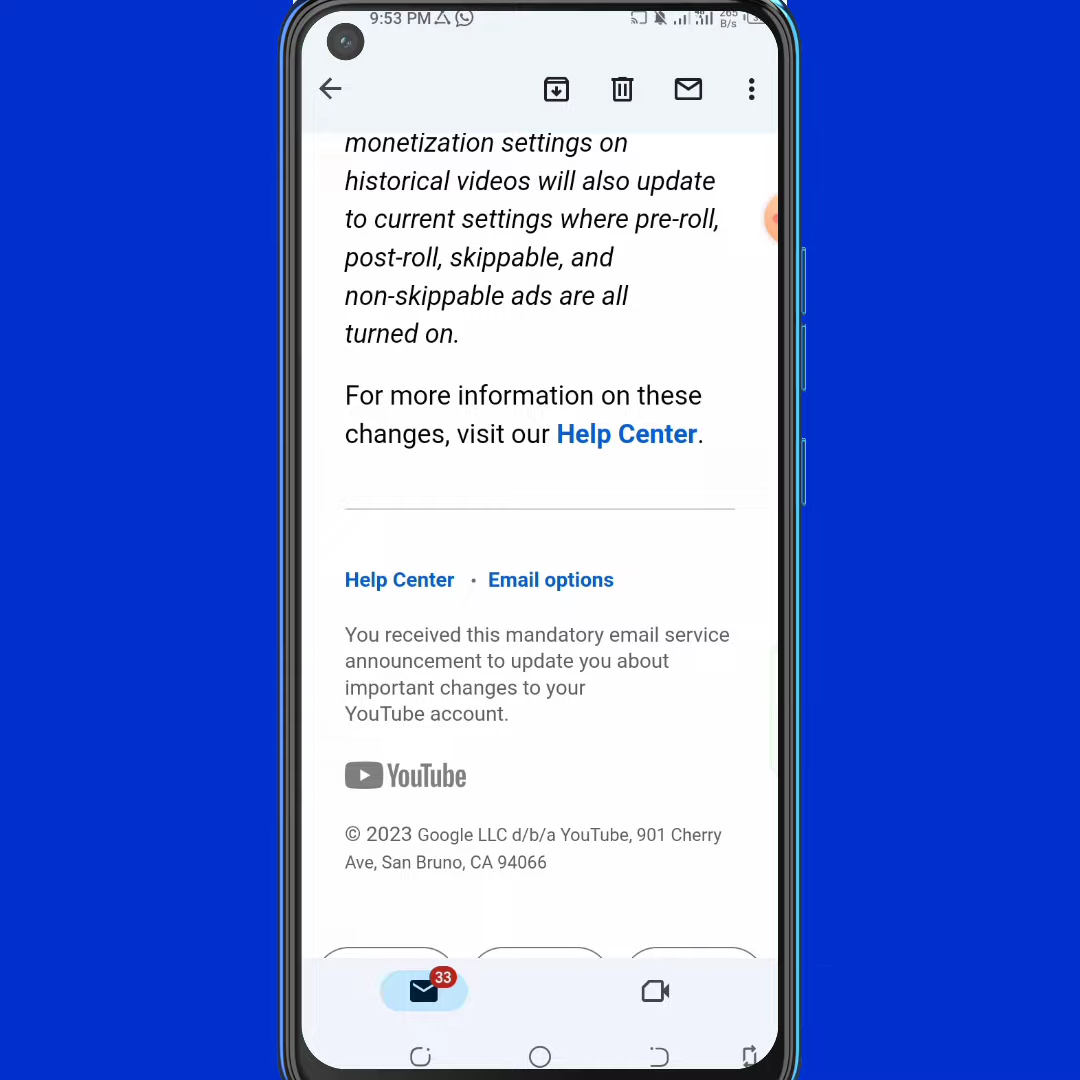 9:53 PM
4G
265
B/s
monetization settings on
historical videos will also update
to current settings where pre-roll,
post-roll, skippable, and
non-skippable ads are all
turned on.
For more information on these
changes, visit our Help Center.
Help Center • Email options
You received this mandatory email service
announcement to update you about
important changes to your
YouTube account.
YouTube
© 2023 Google LLC d/b/a YouTube, 901 Cherry
Ave, San Bruno, CA 94066
33